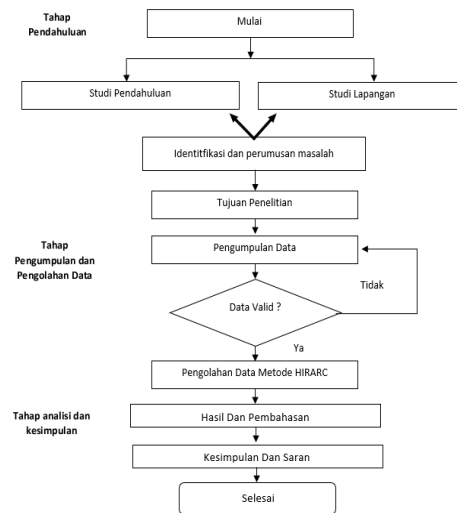 Tahap
Pendahuluan
Mulai
Studi Pendahuluan
Studi Lapangan
Identitfikasi dan perumusan masalah
Tujuan Penelitian
Tahap
Pengumpulan dan
Pengolahan Data
Pengumpulan Data
Tidak
Data Valid ?
Ya
Pengolahan Data Metode HIRARC
Tahap analisi dan
kesimpulan
Hasil Dan Pembahasan
Kesimpulan Dan Saran
Selesai